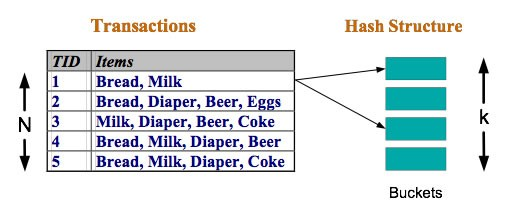 Transactions
Hash Structure
TID Items
1 Bread, Milk
2 Bread, Diaper, Beer, Eggs
3 Milk, Diaper, Beer, Coke
4 Bread, Milk, Diaper, Beer
5 Bread, Milk, Diaper, Coke
N
k
Buckets